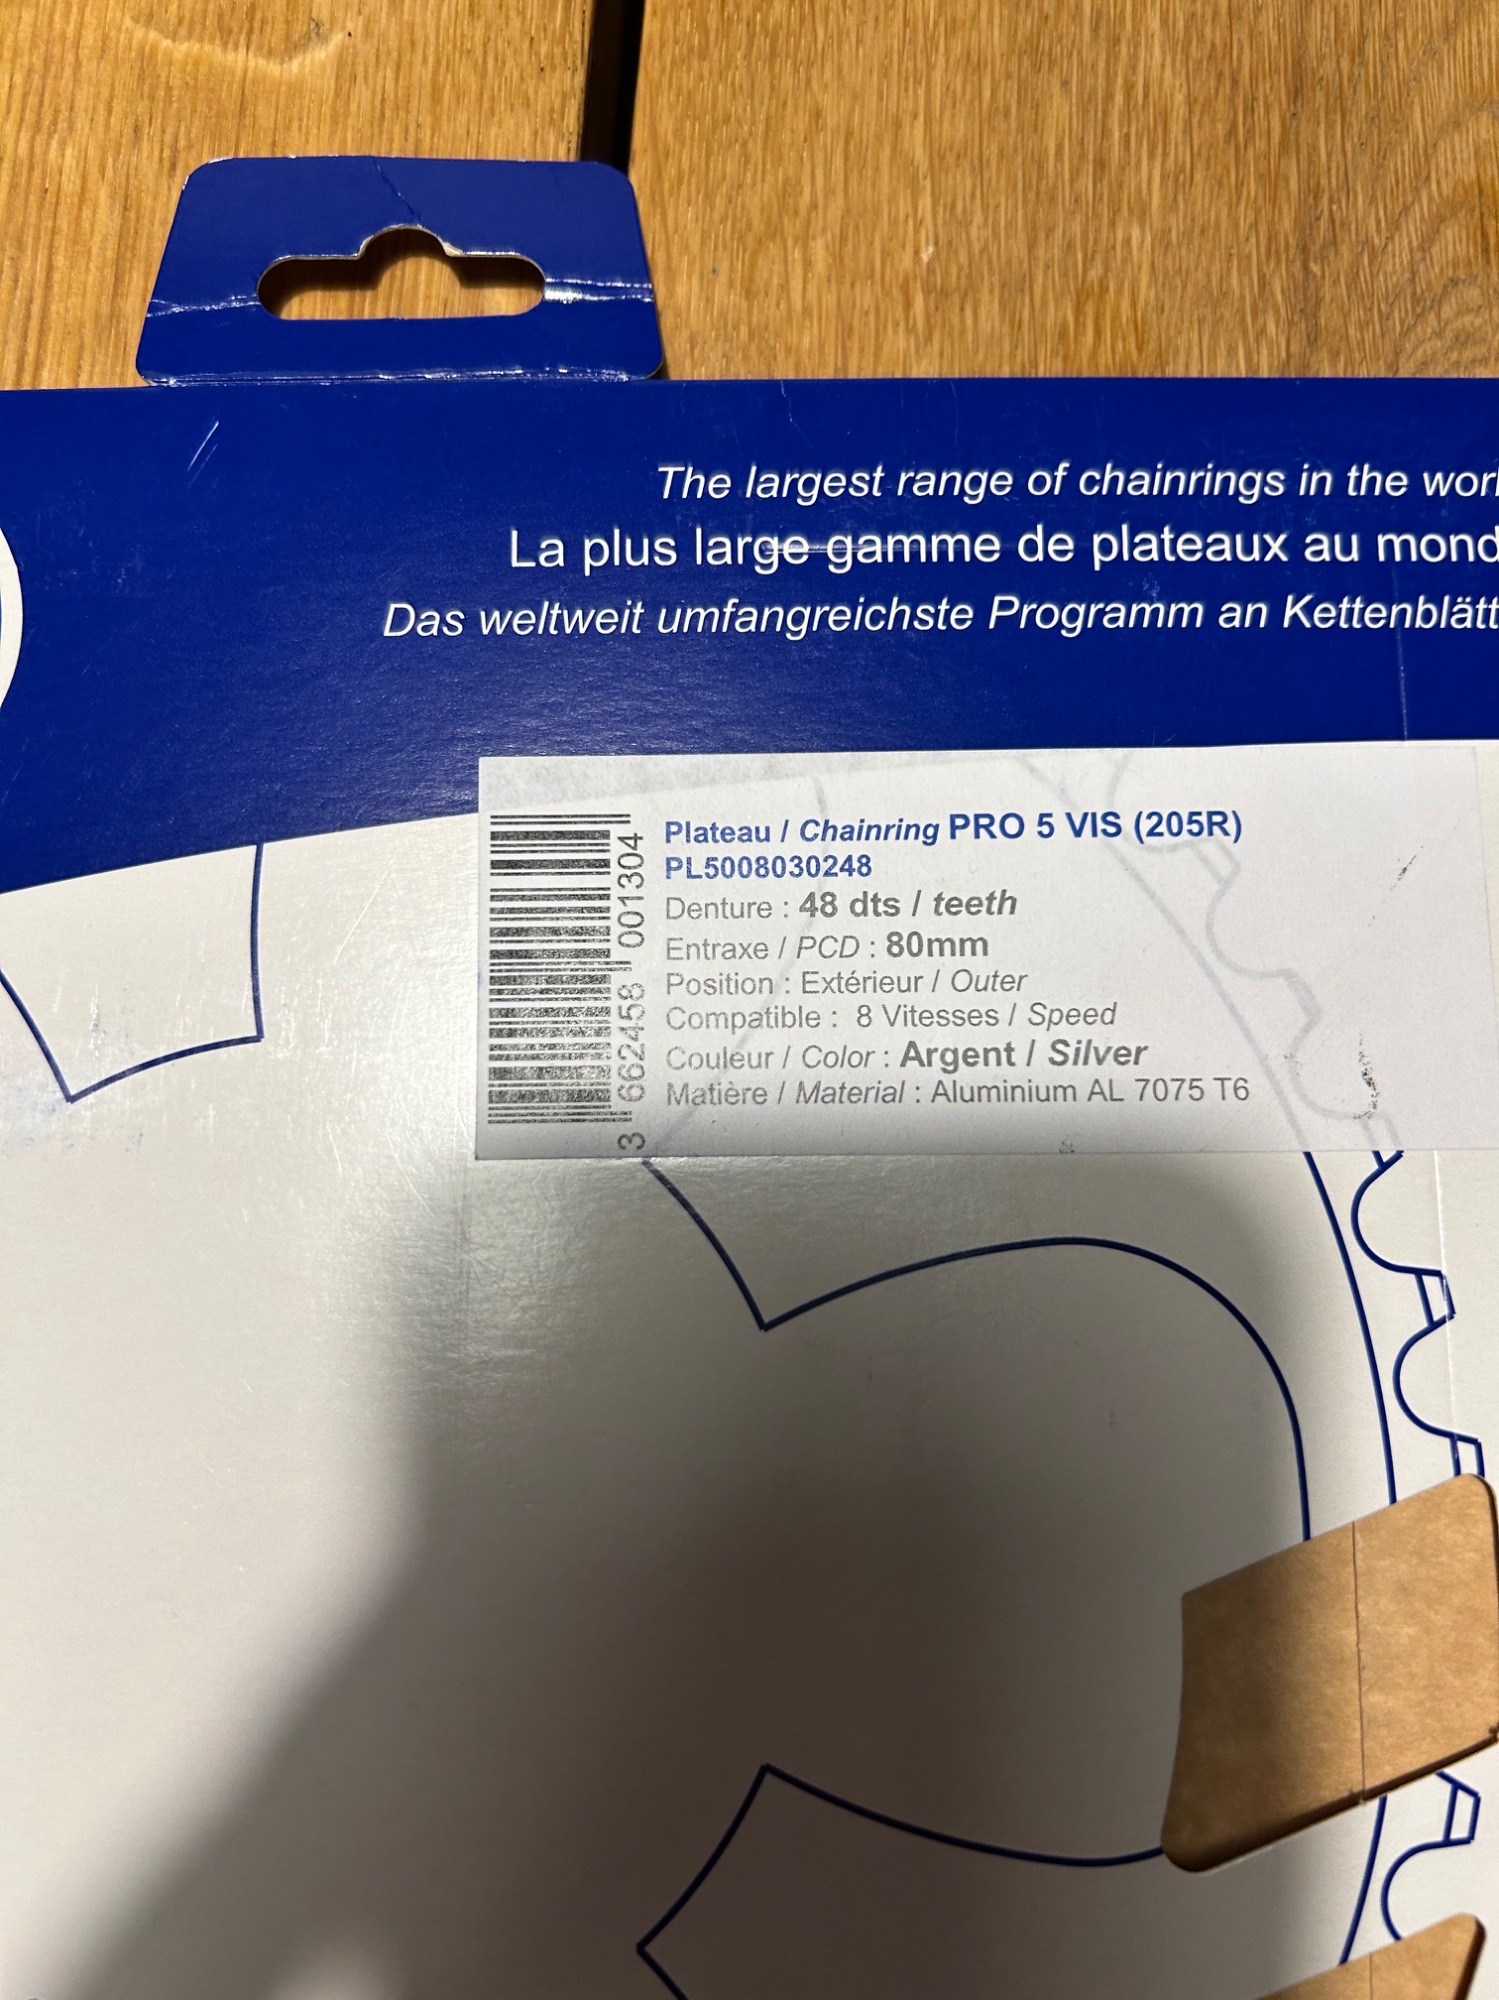 The largest range of chainrings in the worl
La plus large gamme de plateaux au mond
Das weltweit umfangreichste Programm an Kettenblätt
Plateau / Chainring PRO 5 VIS (205R)
PL5008030248
Denture : 48 dts / teeth
Entraxe / PCD : 80mm
Position : Extérieur / Outer
Compatible : 8 Vitesses / Speed
Couleur / Color : Argent / Silver
Matière / Material : Aluminium AL 7075 T6
3 662458 001304